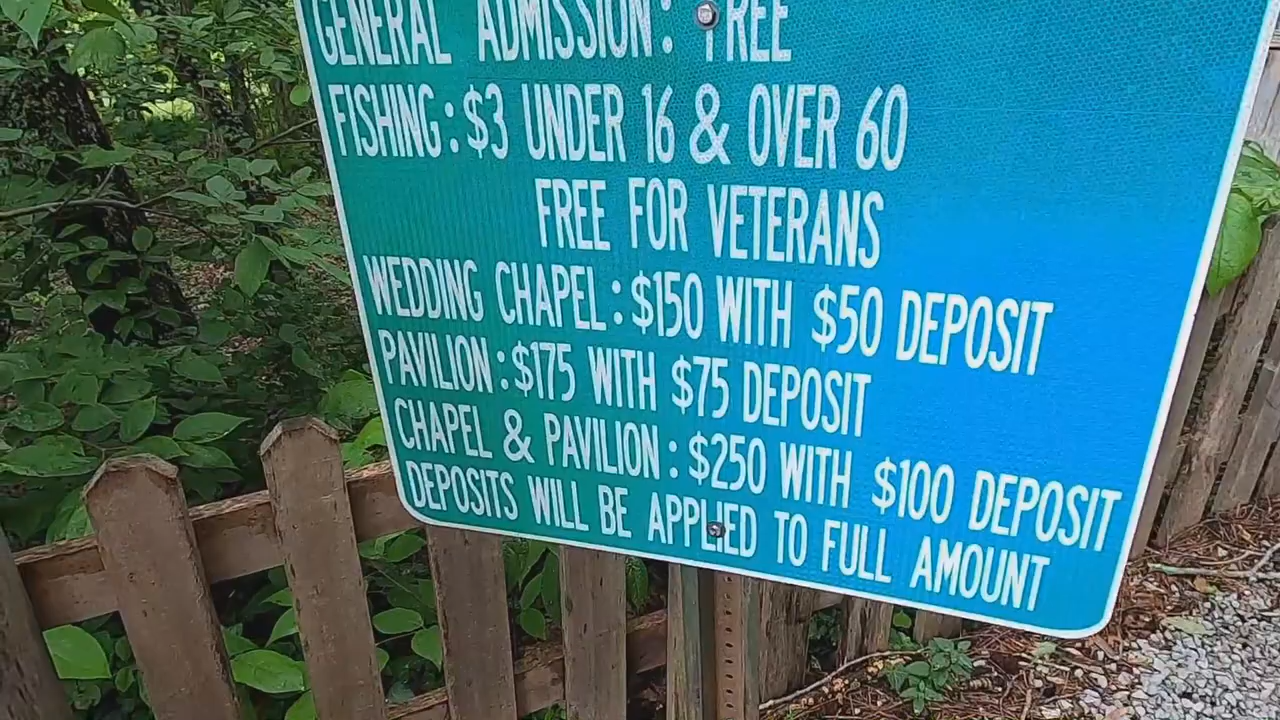 GENERAL ADMISSION: FREE
FISHING: $3 UNDER 16 & OVER 60
FREE FOR VETERANS
WEDDING CHAPEL: $150 WITH $50 DEPOSIT
PAVILION: $175 WITH $75 DEPOSIT
CHAPEL & PAVILION: $250 WITH $100 DEPOSIT
DEPOSITS WILL BE APPLIED TO FULL AMOUNT